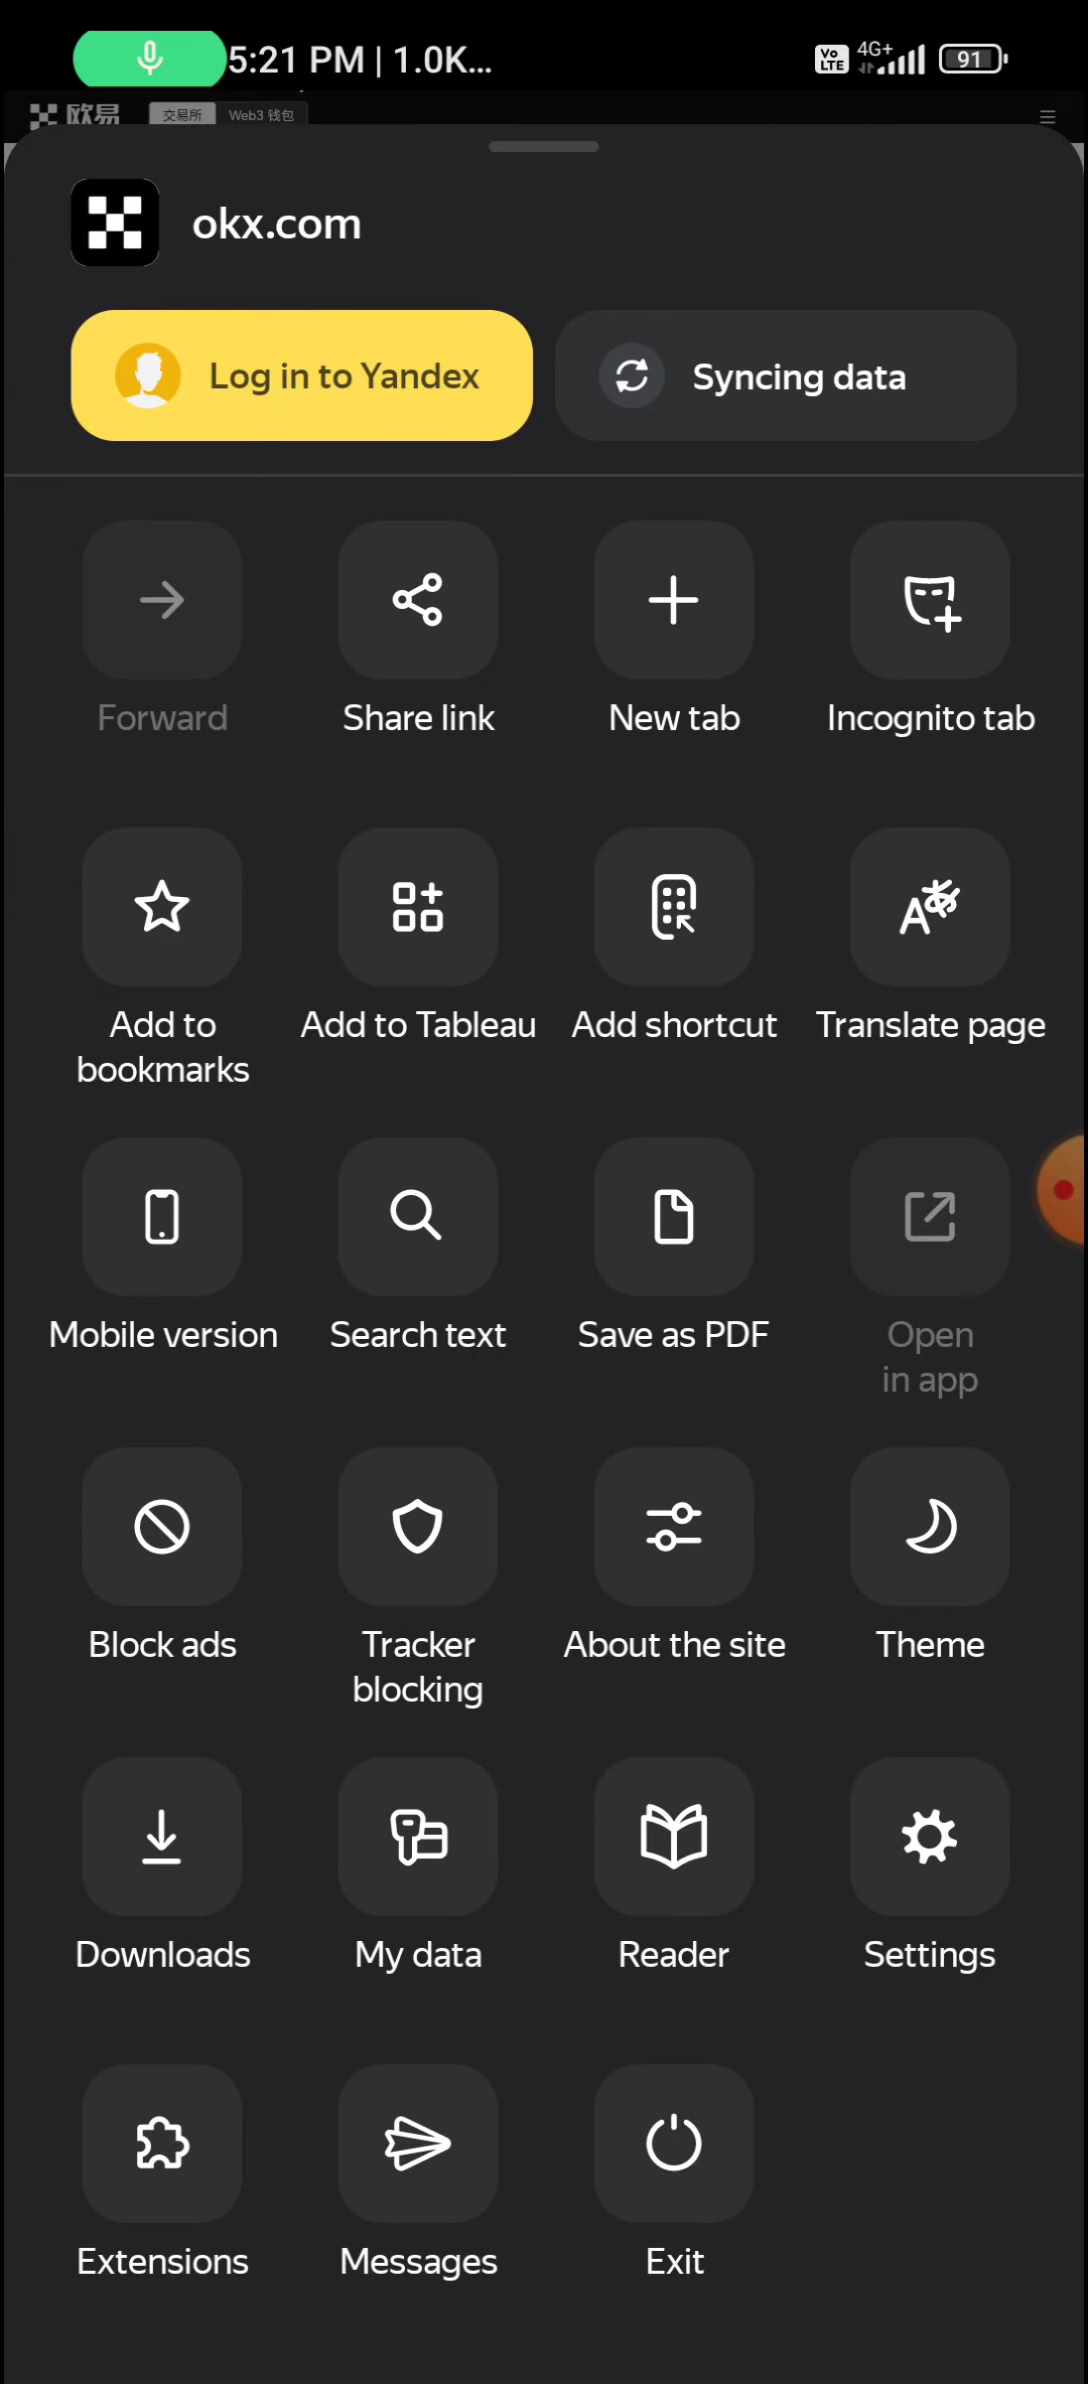 5:21 PM | 1.0K...
Vo LTE 4G+ 91
欧易 交易所 Web3 钱包
okx.com
Log in to Yandex
Syncing data
Forward
Share link
New tab
Incognito tab
Add to
bookmarks
Add to Tableau
Add shortcut
Translate page
Mobile version
Search text
Save as PDF
Open
in app
Block ads
Tracker
blocking
About the site
Theme
Downloads
My data
Reader
Settings
Extensions
Messages
Exit